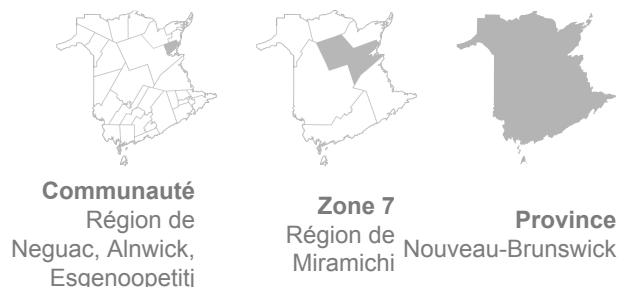 Communauté
Région de
Neguac, Alnwick,
Esgenoopetitj
Zone 7
Région de
Miramichi
Province
Nouveau-Brunswick